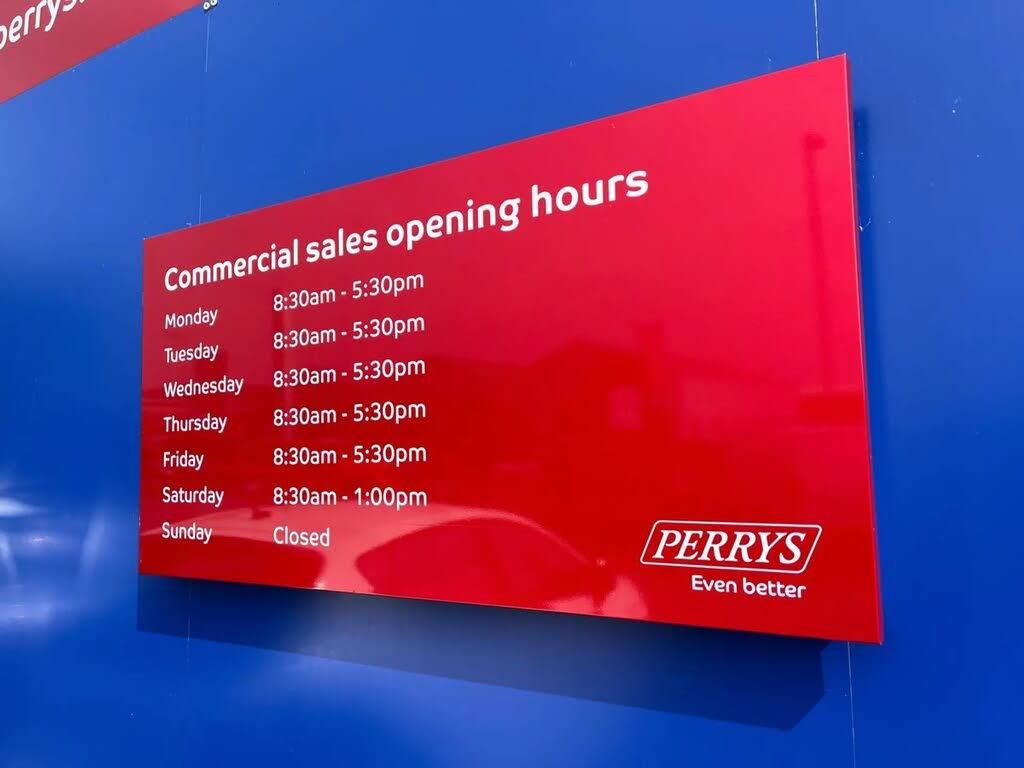 perrys.
Commercial sales opening hours
Monday 8:30am - 5:30pm
Tuesday 8:30am - 5:30pm
Wednesday 8:30am - 5:30pm
Thursday 8:30am - 5:30pm
Friday 8:30am - 5:30pm
Saturday 8:30am - 1:00pm
Sunday Closed
PERRYS
Even better